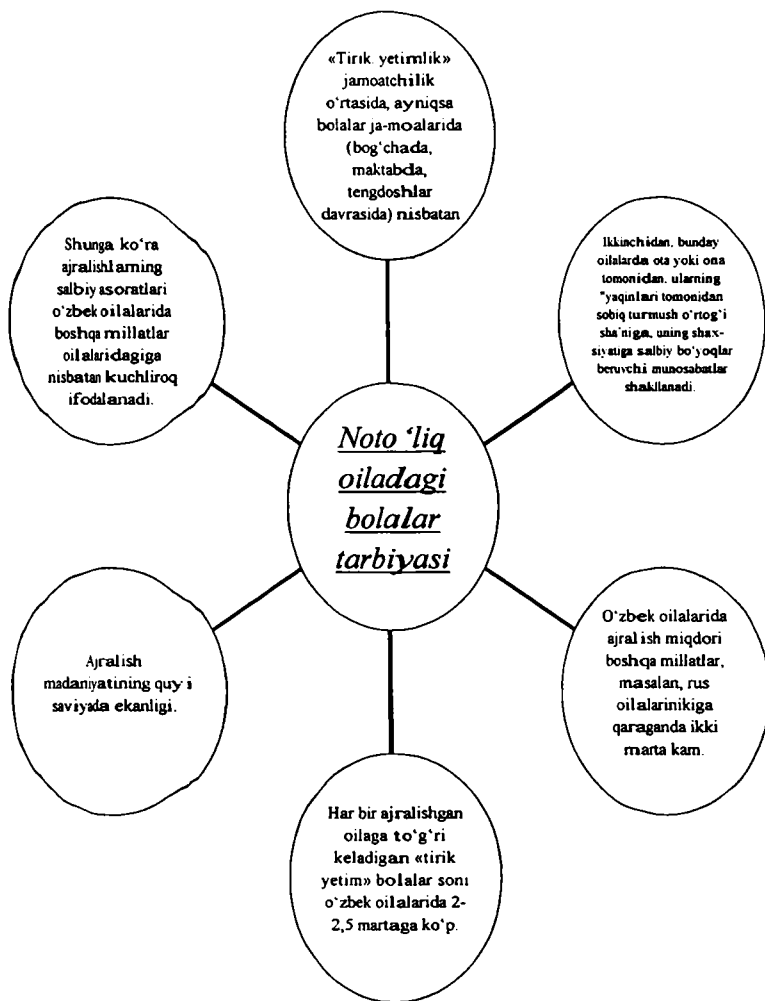 «Tirik yetimlik»
jamoatchilik
o‘rtasida, ayniqsa
bolalar ja-moalarida
(bog‘chada,
maktabda,
tengdoshlar
davrasida) nisbatan
Ikkinchidan, bunday
oilalarda ota yoki ona
tomonidan, ularning
"yaqinlari tomonidan
sobiq turmush o‘rtog‘i
sha’niga, uning shax-
siyatiga salbiy bo‘yoqlar
beruvchi munosabatlar
shakllanadi.
O‘zbek oilalarida
ajralish miqdori
boshqa millatlar,
masalan, rus
oilalarinikiga
qaraganda ikki
marta kam.
Har bir ajralishgan
oilaga to‘g‘ri
keladigan «tirik
yetim» bolalar soni
o‘zbek oilalarida 2-
2,5 martaga ko‘p.
Ajralish
madaniyatining quyi
saviyada ekanligi.
Shunga ko‘ra
ajralishlarning
salbiy asoratlari
o‘zbek oilalarida
boshqa millatlar
oilalaridagiga
nisbatan kuchliroq
ifodalanadi.
Noto ‘liq
oiladagi
bolalar
tarbiyasi